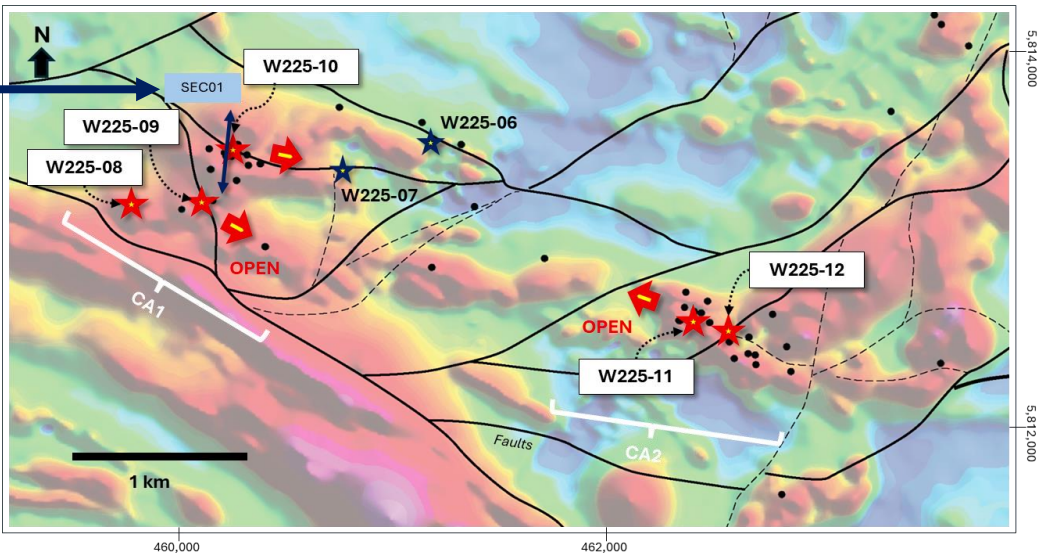 N
W225-10
SEC01
W225-09
W225-06
W225-08
W225-07
OPEN
CA1
W225-12
OPEN
W225-11
Faults
CA2
1 km
5,814,000
5,812,000
460,000
462,000